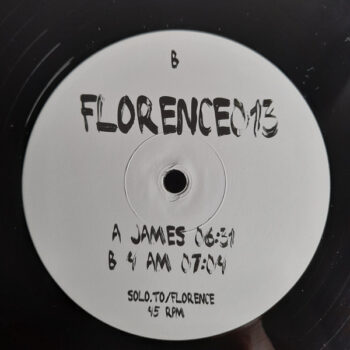 B
FLORENCE013
A JAMES 06:31
B 4 AM 07:04
SOLO.TO/FLORENCE
45 RPM